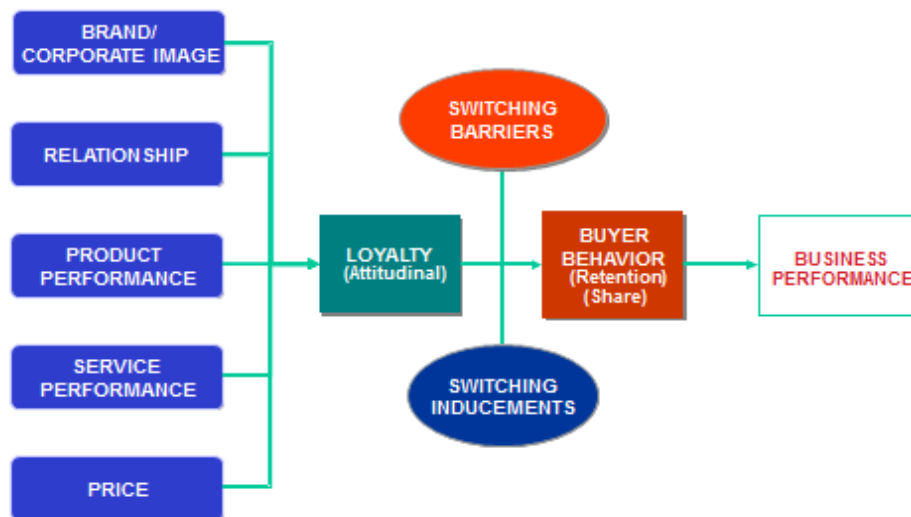 BRAND/
CORPORATE IMAGE
RELATIONSHIP
PRODUCT
PERFORMANCE
SERVICE
PERFORMANCE
PRICE
LOYALTY
(Attitudinal)
SWITCHING
BARRIERS
SWITCHING
INDUCEMENTS
BUYER
BEHAVIOR
(Retention)
(Share)
BUSINESS
PERFORMANCE